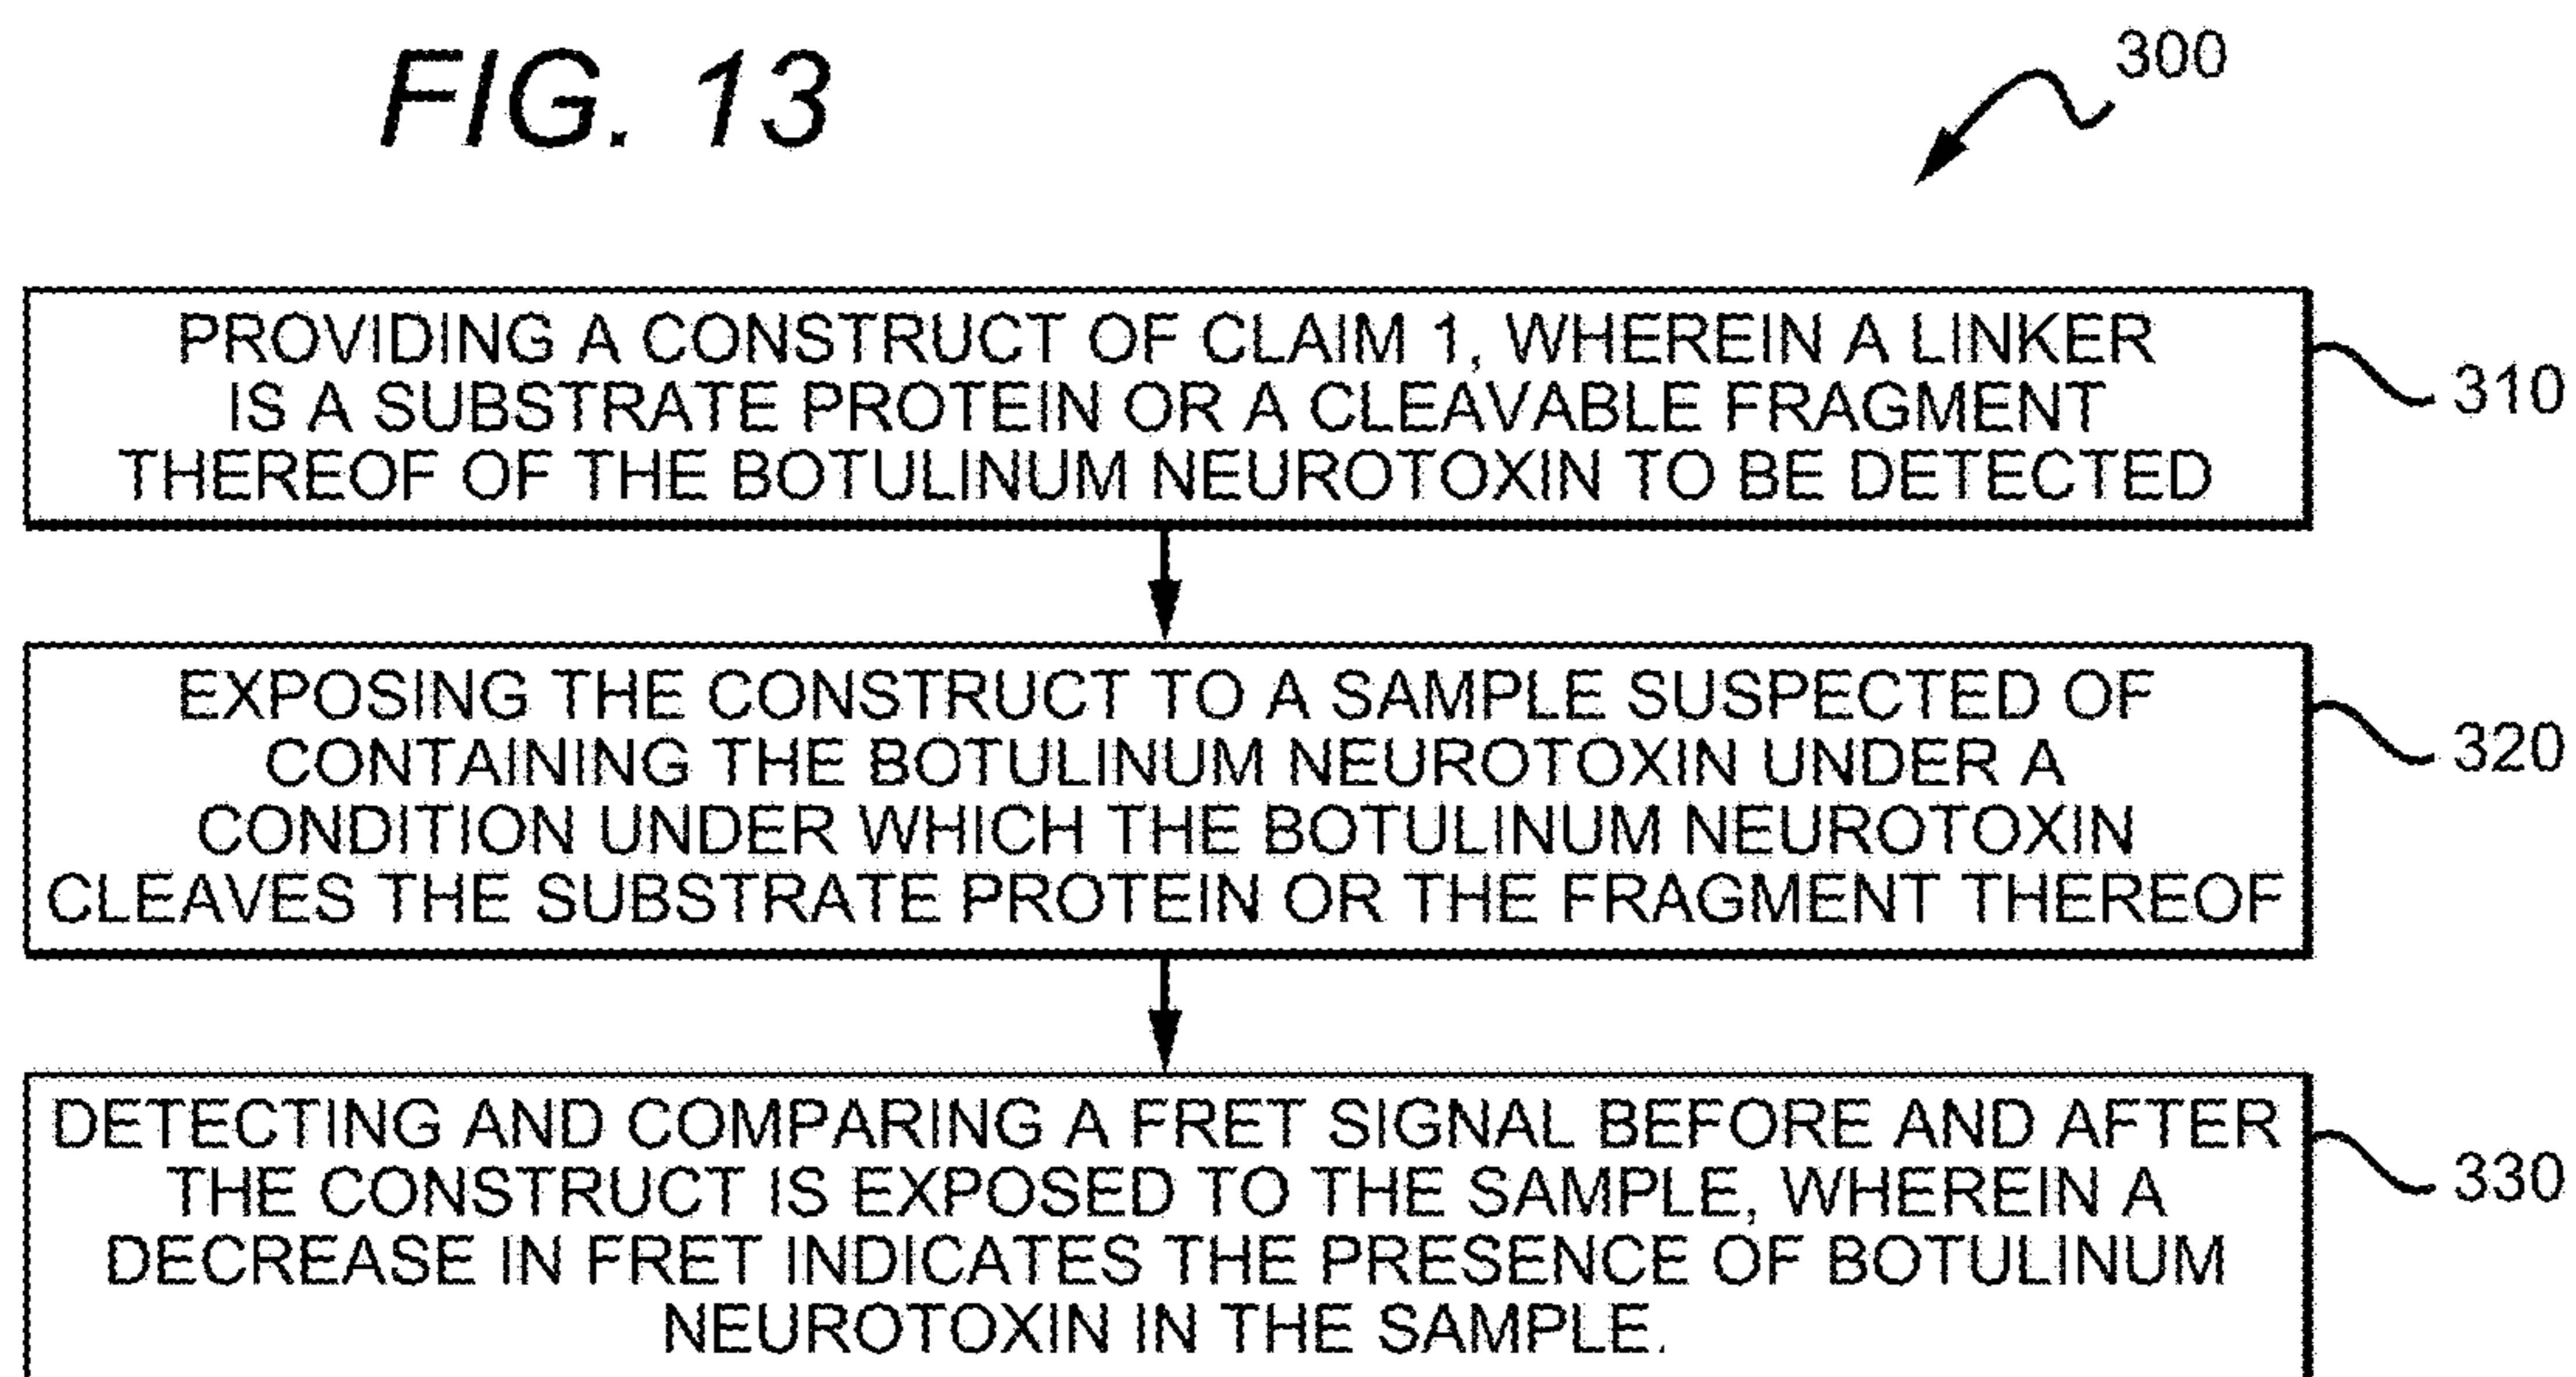 FIG. 13
300
PROVIDING A CONSTRUCT OF CLAIM 1, WHEREIN A LINKER
IS A SUBSTRATE PROTEIN OR A CLEAVABLE FRAGMENT
THEREOF OF THE BOTULINUM NEUROTOXIN TO BE DETECTED
310
EXPOSING THE CONSTRUCT TO A SAMPLE SUSPECTED OF
CONTAINING THE BOTULINUM NEUROTOXIN UNDER A
CONDITION UNDER WHICH THE BOTULINUM NEUROTOXIN
CLEAVES THE SUBSTRATE PROTEIN OR THE FRAGMENT THEREOF
320
DETECTING AND COMPARING A FRET SIGNAL BEFORE AND AFTER
THE CONSTRUCT IS EXPOSED TO THE SAMPLE, WHEREIN A
DECREASE IN FRET INDICATES THE PRESENCE OF BOTULINUM
NEUROTOXIN IN THE SAMPLE.
330